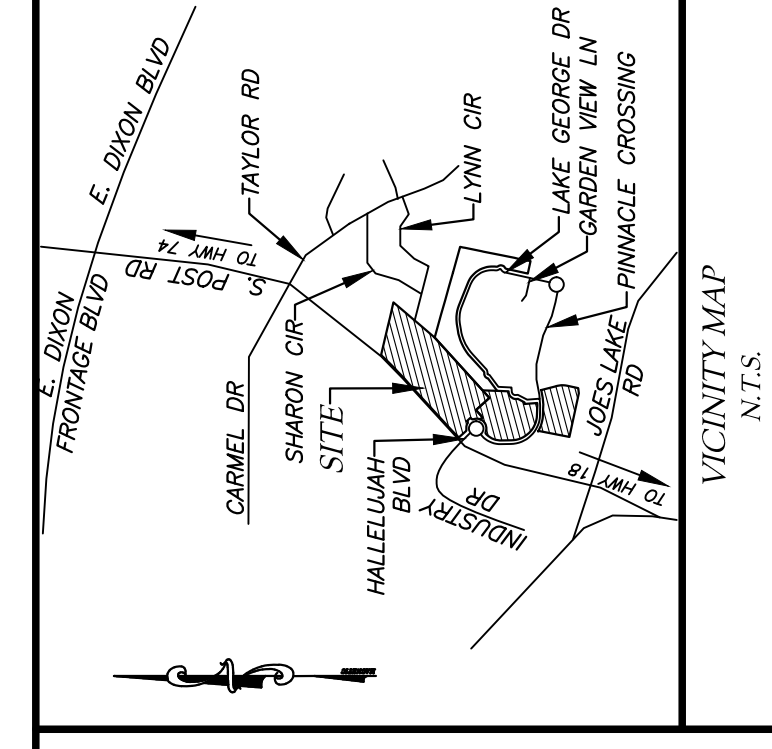 E. DIXON BLVD
E. DIXON
FRONTAGE BLVD
S. POST RD
TO HWY 74
TAYLOR RD
CARMEL DR
SHARON CIR
SITE
LYNN CIR
HALLELUJAH
BLVD
INDUSTRY
DR
LAKE GEORGE DR
GARDEN VIEW LN
PINNACLE CROSSING
JOES LAKE
RD
TO HWY 18
VICINITY MAP
N.T.S.